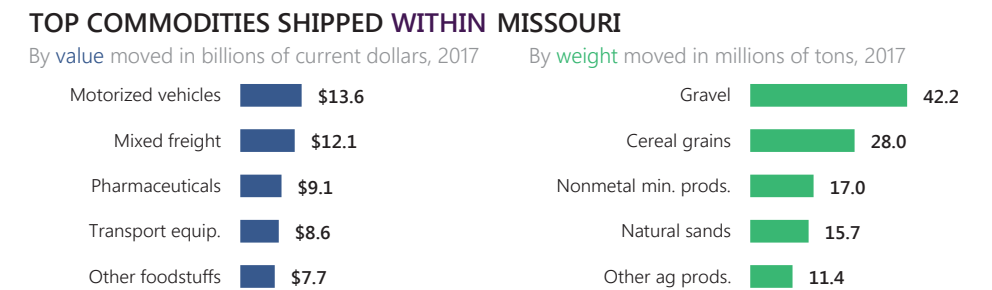 TOP COMMODITIES SHIPPED WITHIN MISSOURI
By value moved in billions of current dollars, 2017
Motorized vehicles $13.6
Mixed freight $12.1
Pharmaceuticals $9.1
Transport equip. $8.6
Other foodstuffs $7.7
By weight moved in millions of tons, 2017
Gravel 42.2
Cereal grains 28.0
Nonmetal min. prods. 17.0
Natural sands 15.7
Other ag prods. 11.4